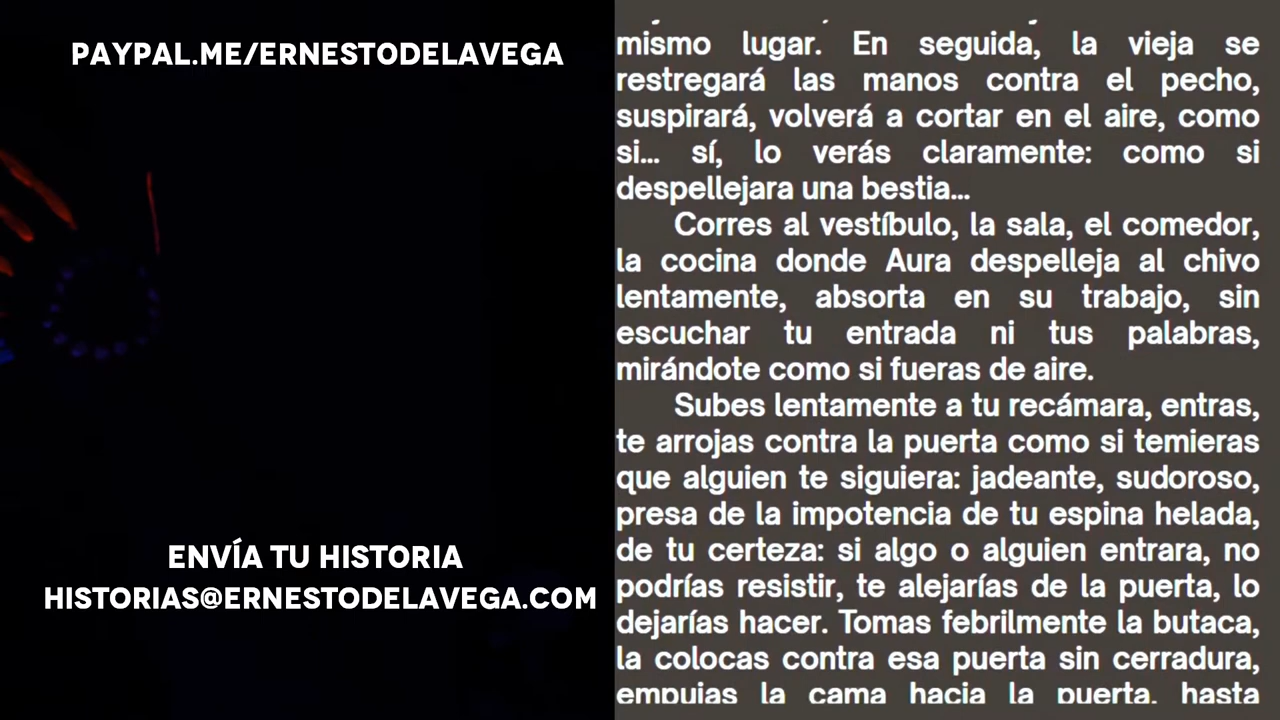 PAYPAL.ME/ERNESTODELAVEGA
ENVÍA TU HISTORIA
HISTORIAS@ERNESTODELAVEGA.COM
mismo lugar. En seguida, la vieja se
restregará las manos contra el pecho,
suspirará, volverá a cortar en el aire, como
si... sí, lo verás claramente: como si
despellejara una bestia...
Corres al vestíbulo, la sala, el comedor,
la cocina donde Aura despelleja al chivo
lentamente, absorta en su trabajo, sin
escuchar tu entrada ni tus palabras,
mirándote como si fueras de aire.
Subes lentamente a tu recámara, entras,
te arrojas contra la puerta como si temieras
que alguien te siguiera: jadeante, sudoroso,
presa de la impotencia de tu espina helada,
de tu certeza: si algo o alguien entrara, no
podrías resistir, te alejarías de la puerta, lo
dejarías hacer. Tomas febrilmente la butaca,
la colocas contra esa puerta sin cerradura,
empujas la cama hacia la puerta, hasta